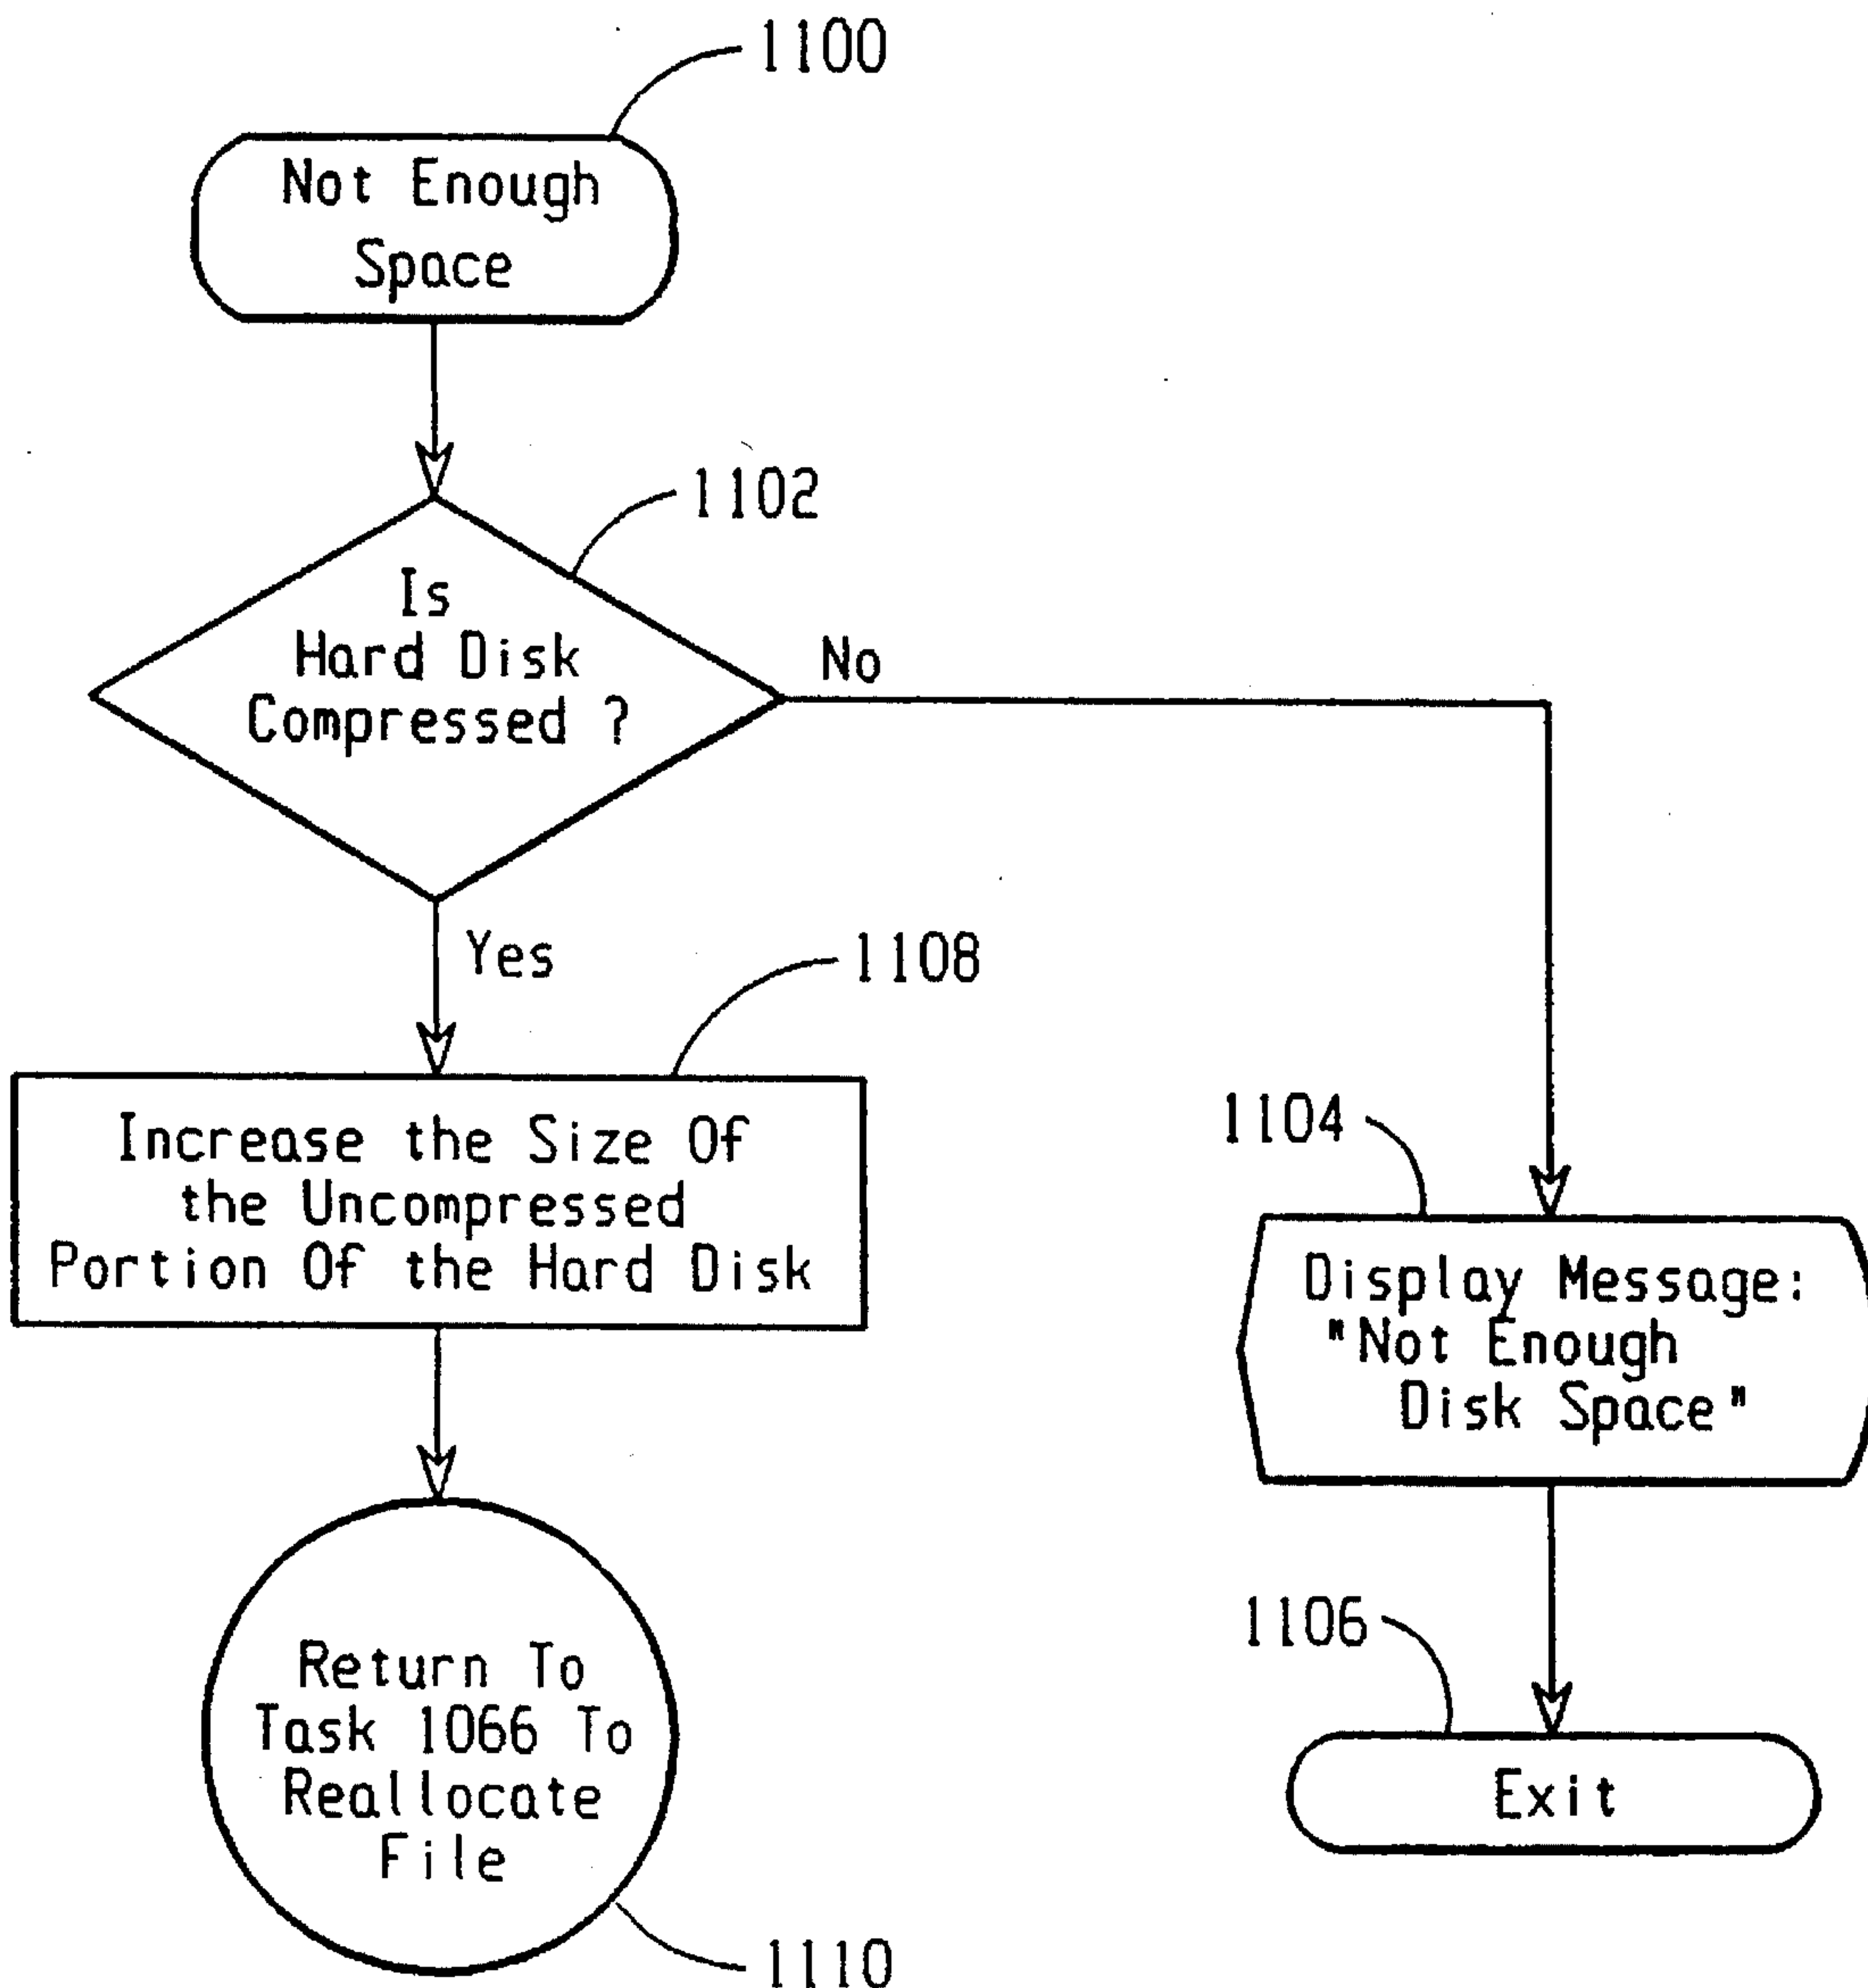 1100
Not Enough
Space
1102
Is
Hard Disk
Compressed ?
No
Yes
1108
Increase the Size Of
the Uncompressed
Portion Of the Hard Disk
1104
Display Message:
"Not Enough
Disk Space"
1106
Exit
Return To
Task 1066 To
Reallocate
File
1110